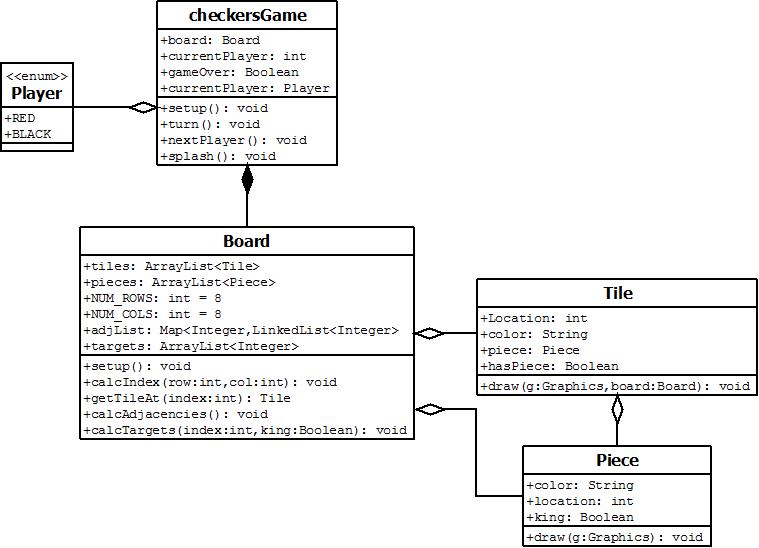 checkersGame
+board: Board
+currentPlayer: int
+gameOver: Boolean
+currentPlayer: Player
+setup(): void
+turn(): void
+nextPlayer(): void
+splash(): void
<<enum>>
Player
+RED
+BLACK
Board
+tiles: ArrayList<Tile>
+pieces: ArrayList<Piece>
+NUM_ROWS: int = 8
+NUM_COLS: int = 8
+adjList: Map<Integer,LinkedList<Integer>
+targets: ArrayList<Integer>
+setup(): void
+calcIndex(row:int,col:int): void
+getTileAt(index:int): Tile
+calcAdjacencies(): void
+calcTargets(index:int,king:Boolean): void
Tile
+Location: int
+color: String
+piece: Piece
+hasPiece: Boolean
+draw(g:Graphics,board:Board): void
Piece
+color: String
+location: int
+king: Boolean
+draw(g:Graphics): void